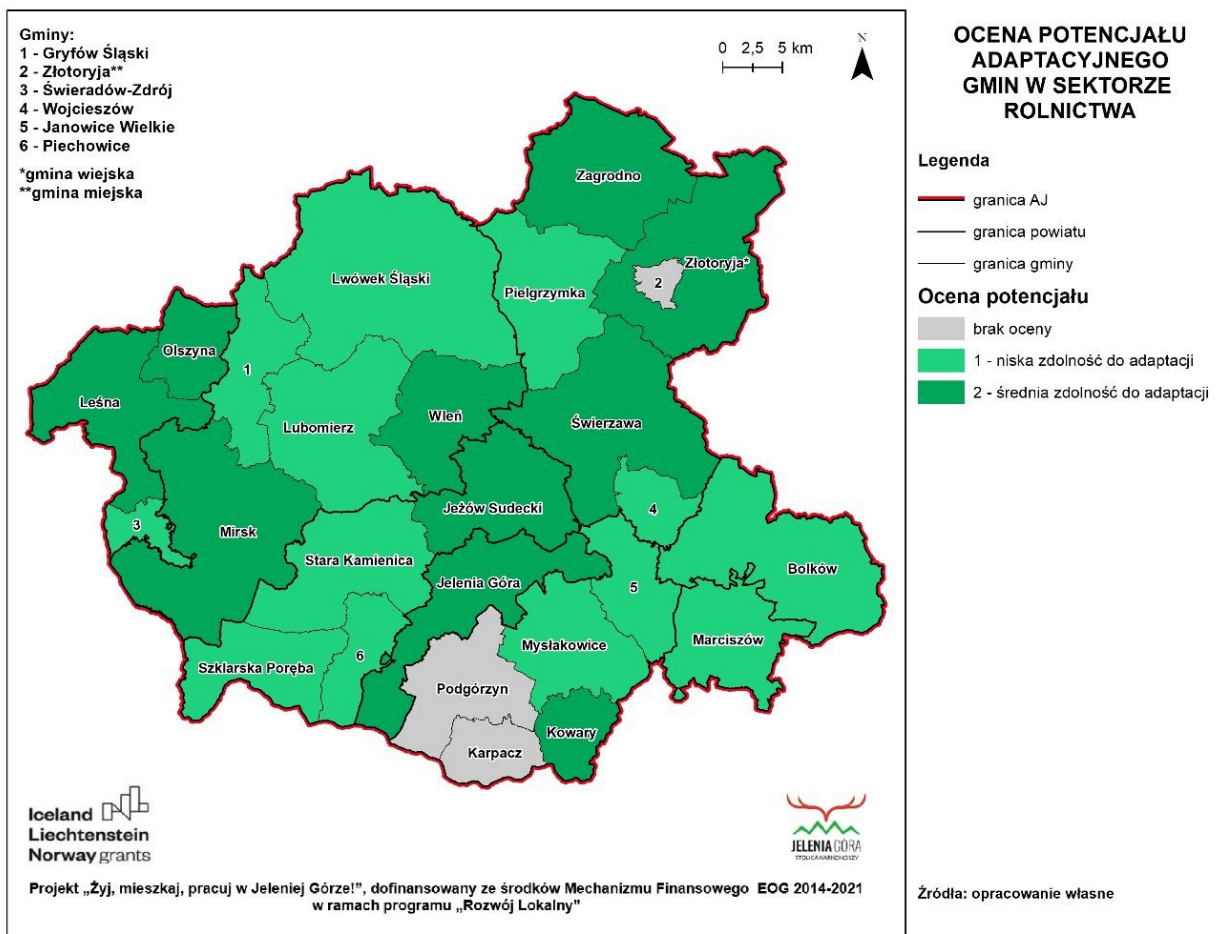 Gminy:
1 - Gryfów Śląski
2 - Złotoryja**
3 - Świeradów-Zdrój
4 - Wojcieszów
5 - Janowice Wielkie
6 - Piechowice
*gmina wiejska
**gmina miejska
0 2,5 5 km
N
OCENA POTENCJAŁU
ADAPTACYJNEGO
GMIN W SEKTORZE
ROLNICTWA
Legenda
granica AJ
granica powiatu
granica gminy
Ocena potencjału
brak oceny
1 - niska zdolność do adaptacji
2 - średnia zdolność do adaptacji
Zagrodno
Złotoryja*
2
Lwówek Śląski
Pielgrzymka
Olszyna
1
Leśna
Lubomierz
Wleń
Świerzawa
Jeżów Sudecki
4
3
Mirsk
Stara Kamienica
Jelenia Góra
5
Bolków
Mysłakowice
Marciszów
Szklarska Poręba
6
Podgórzyn
Kowary
Karpacz
Iceland
Liechtenstein
Norway grants
JELENIA GÓRA
STOLICA KARKONOSZY
Projekt „Żyj, mieszkaj, pracuj w Jeleniej Górze!”, dofinansowany ze środków Mechanizmu Finansowego EOG 2014-2021
w ramach programu „Rozwój Lokalny”
Źródła: opracowanie własne